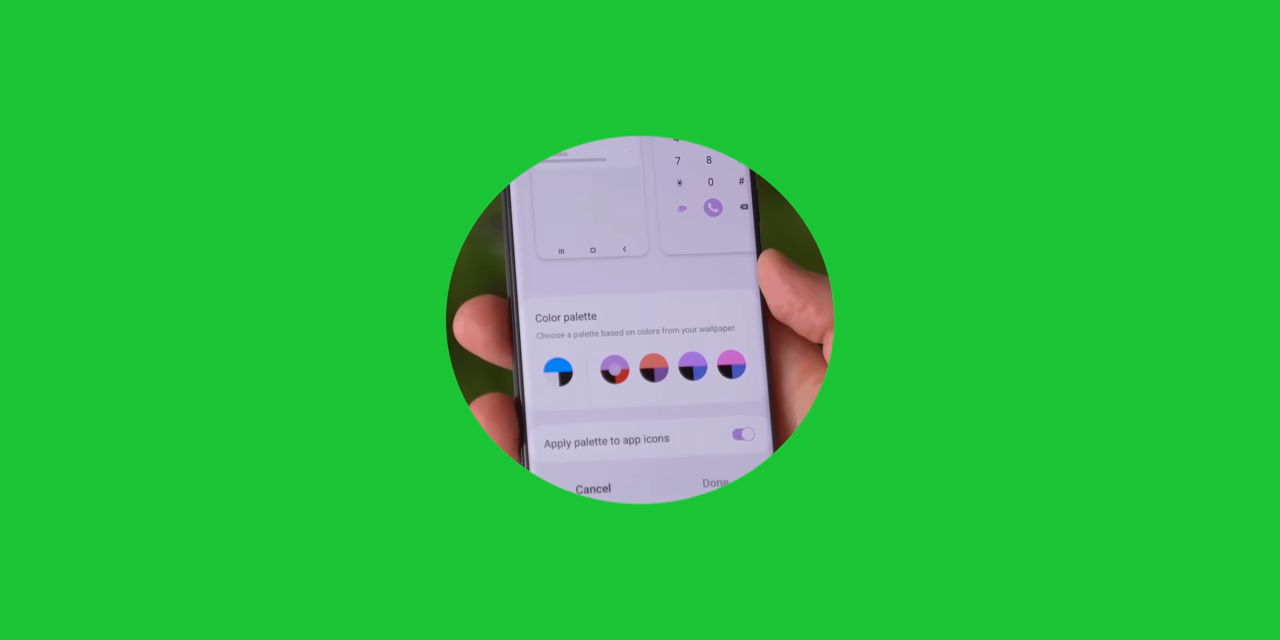 7 8
* 0 #
Color palette
Choose a palette based on colors from your wallpaper.
Apply palette to app icons
Cancel Done